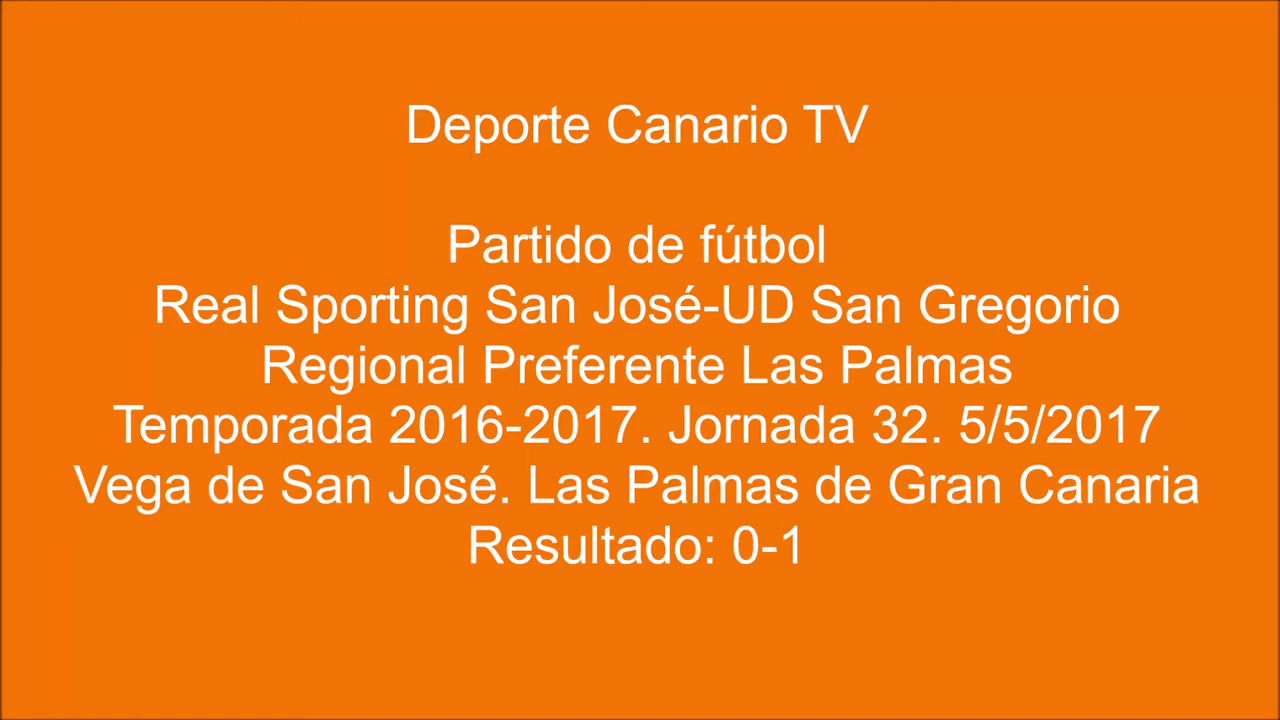 Deporte Canario TV
Partido de fútbol
Real Sporting San José-UD San Gregorio
Regional Preferente Las Palmas
Temporada 2016-2017. Jornada 32. 5/5/2017
Vega de San José. Las Palmas de Gran Canaria
Resultado: 0-1